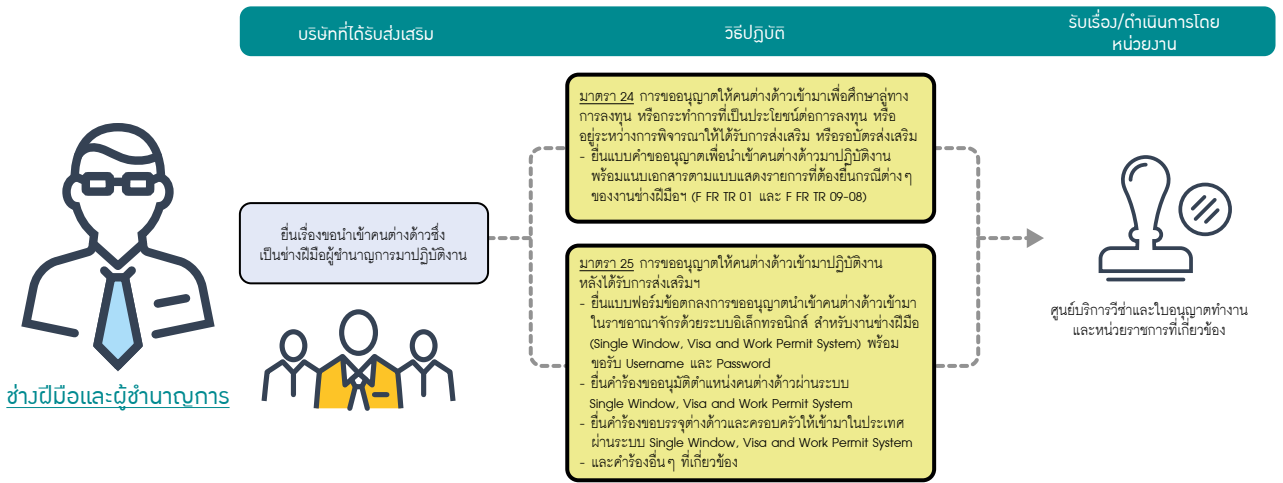 บริษัทที่ได้รับส่งเสริม
วิธีปฏิบัติ
รับเรื่อง/ดำเนินการโดย
หน่วยงาน
ช่างฝีมือและผู้ชำนาญการ
ยื่นเรื่องขอนำเข้าคนต่างด้าวซึ่ง
เป็นช่างฝีมือผู้ชำนาญการมาปฏิบัติงาน
มาตรา 24 การขออนุญาตให้คนต่างด้าวเข้ามาเพื่อศึกษาลู่ทาง
การลงทุน หรือกระทำการที่เป็นประโยชน์ต่อการลงทุน หรือ
อยู่ระหว่างการพิจารณาให้ได้รับการส่งเสริม หรือรอบัตรส่งเสริม
- ยื่นแบบคำขออนุญาตเพื่อนำเข้าคนต่างด้าวมาปฏิบัติงาน
พร้อมแนบเอกสารตามแบบแสดงรายการที่ต้องยื่นกรณีต่างๆ
ของงานช่างฝีมือฯ (F FR TR 01 และ F FR TR 09-08)
มาตรา 25 การขออนุญาตให้คนต่างด้าวเข้ามาปฏิบัติงาน
หลังได้รับการส่งเสริมฯ
- ยื่นแบบฟอร์มข้อตกลงการขออนุญาตนำเข้าคนต่างด้าวเข้ามา
ในราชอาณาจักรด้วยระบบอิเล็กทรอนิกส์ สำหรับงานช่างฝีมือ
(Single Window, Visa and Work Permit System) พร้อม
ขอรับ Username และ Password
- ยื่นคำร้องขออนุมัติตำแหน่งคนต่างด้าวผ่านระบบ
Single Window, Visa and Work Permit System
- ยื่นคำร้องขอบรรจุต่างด้าวและครอบครัวให้เข้ามาในประเทศ
ผ่านระบบ Single Window, Visa and Work Permit System
- และคำร้องอื่นๆ ที่เกี่ยวข้อง
ศูนย์บริการวีซ่าและใบอนุญาตทำงาน
และหน่วยราชการที่เกี่ยวข้อง